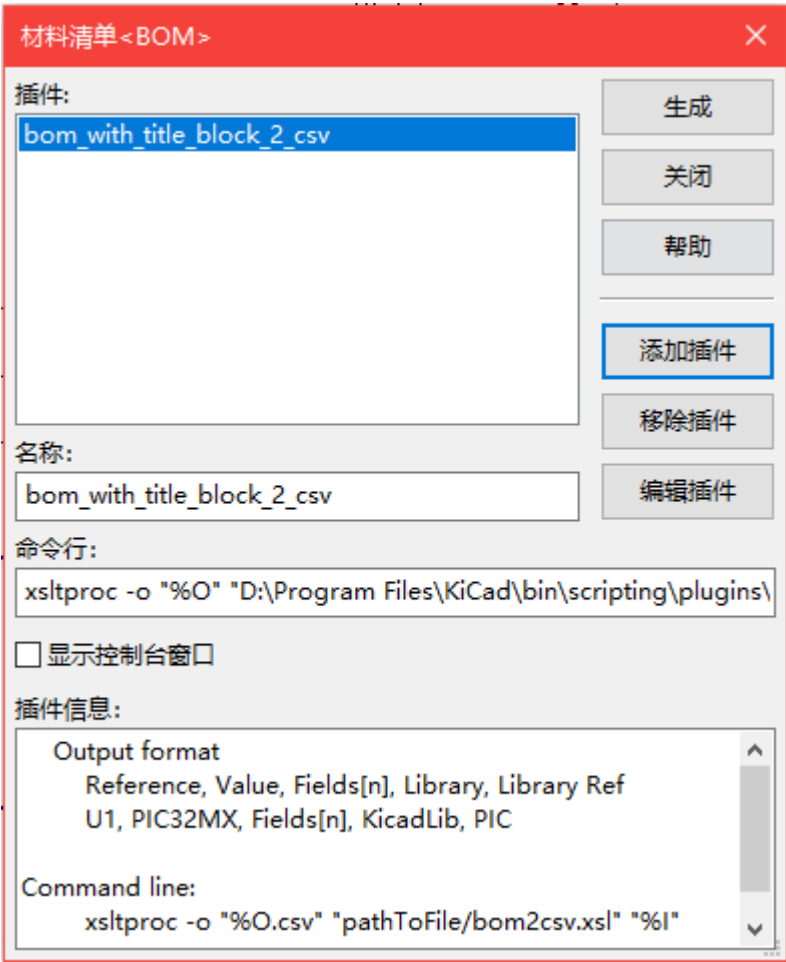 材料清单<BOM>
插件:
bom_with_title_block_2_csv
生成
关闭
帮助
添加插件
移除插件
编辑插件
名称:
bom_with_title_block_2_csv
命令行:
xsltproc -o "%O" "D:\Program Files\KiCad\bin\scripting\plugins\
显示控制台窗口
插件信息:
Output format
Reference, Value, Fields[n], Library, Library Ref
U1, PIC32MX, Fields[n], KicadLib, PIC
Command line:
xsltproc -o "%O.csv" "pathToFile/bom2csv.xsl" "%I"